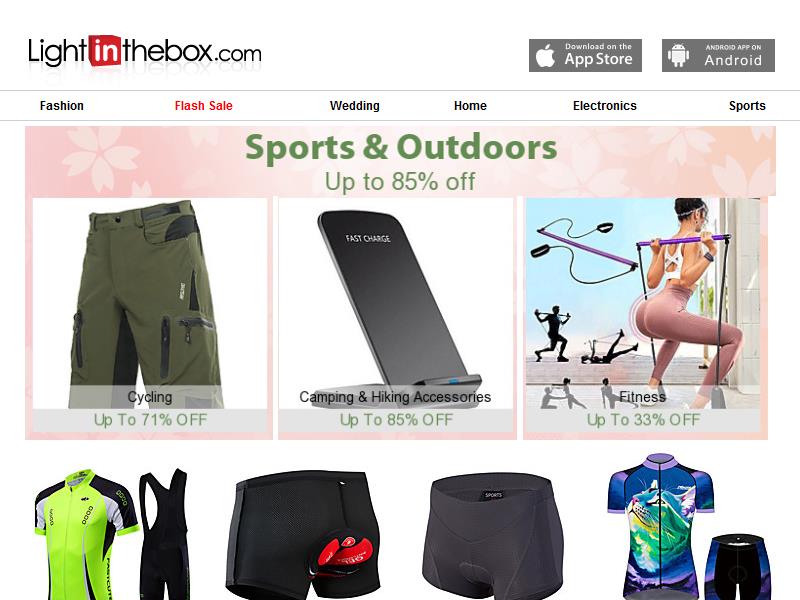 Lightinthebox.com
Download on the
App Store
ANDROID APP ON
Android
Fashion
Flash Sale
Wedding
Home
Electronics
Sports
Sports & Outdoors
Up to 85% off
FAST CHARGE
Cycling
Camping & Hiking Accessories
Fitness
Up To 71% OFF
Up To 85% OFF
Up To 33% OFF
SPORTS